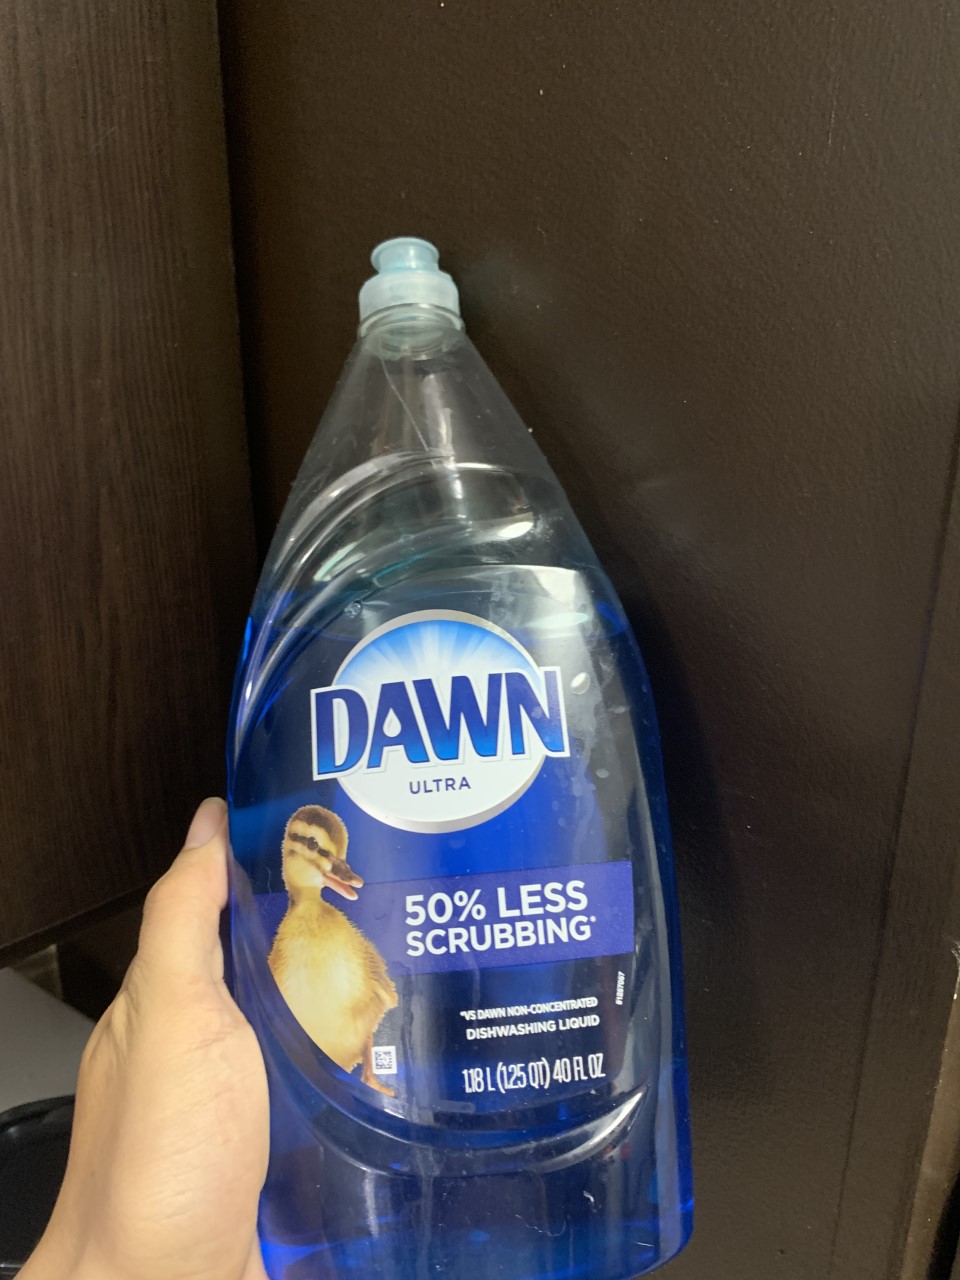 DAWN
ULTRA
50% LESS
SCRUBBING*
*VS DAWN NON-CONCENTRATED
DISHWASHING LIQUID
1.18 L (1.25 QT) 40 FL OZ